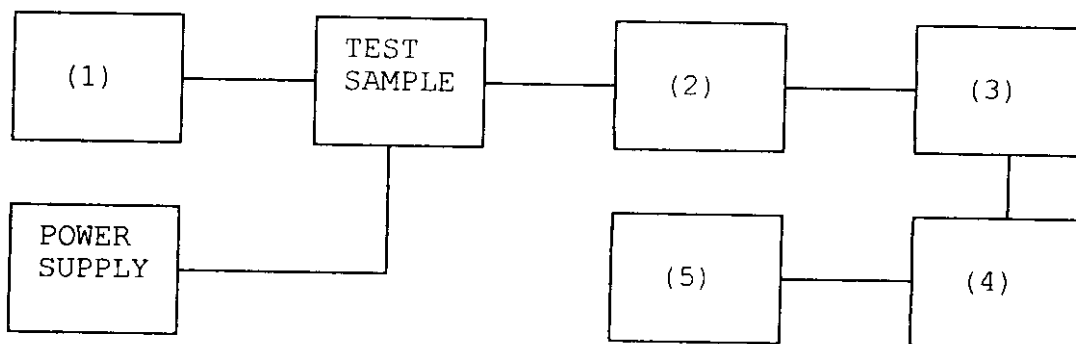 (1)
TEST
SAMPLE
(2)
(3)
POWER
SUPPLY
(5)
(4)